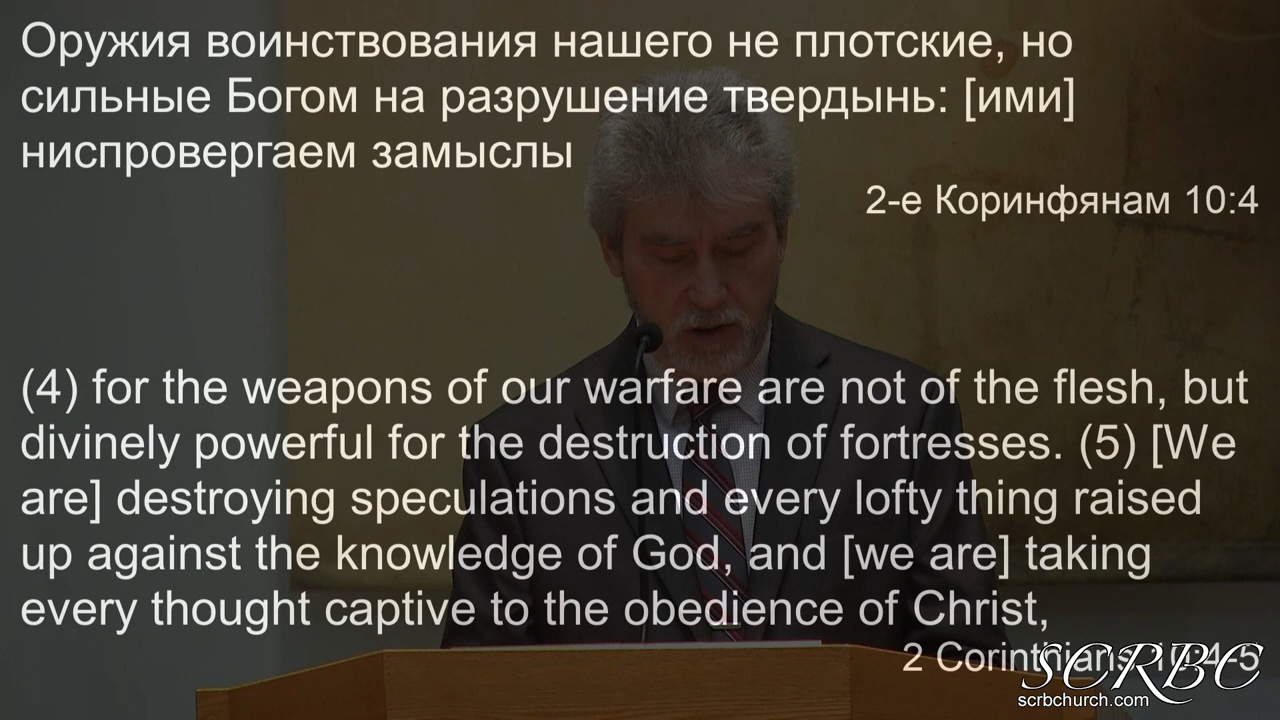 Оружия воинствования нашего не плотские, но
сильные Богом на разрушение твердынь: [ими]
ниспровергаем замыслы
2-е Коринфянам 10:4
(4) for the weapons of our warfare are not of the flesh, but
divinely powerful for the destruction of fortresses. (5) [We
are] destroying speculations and every lofty thing raised
up against the knowledge of God, and [we are] taking
every thought captive to the obedience of Christ,
2 Corinthians 10:4-5
SCRBC
scrbchurch.com